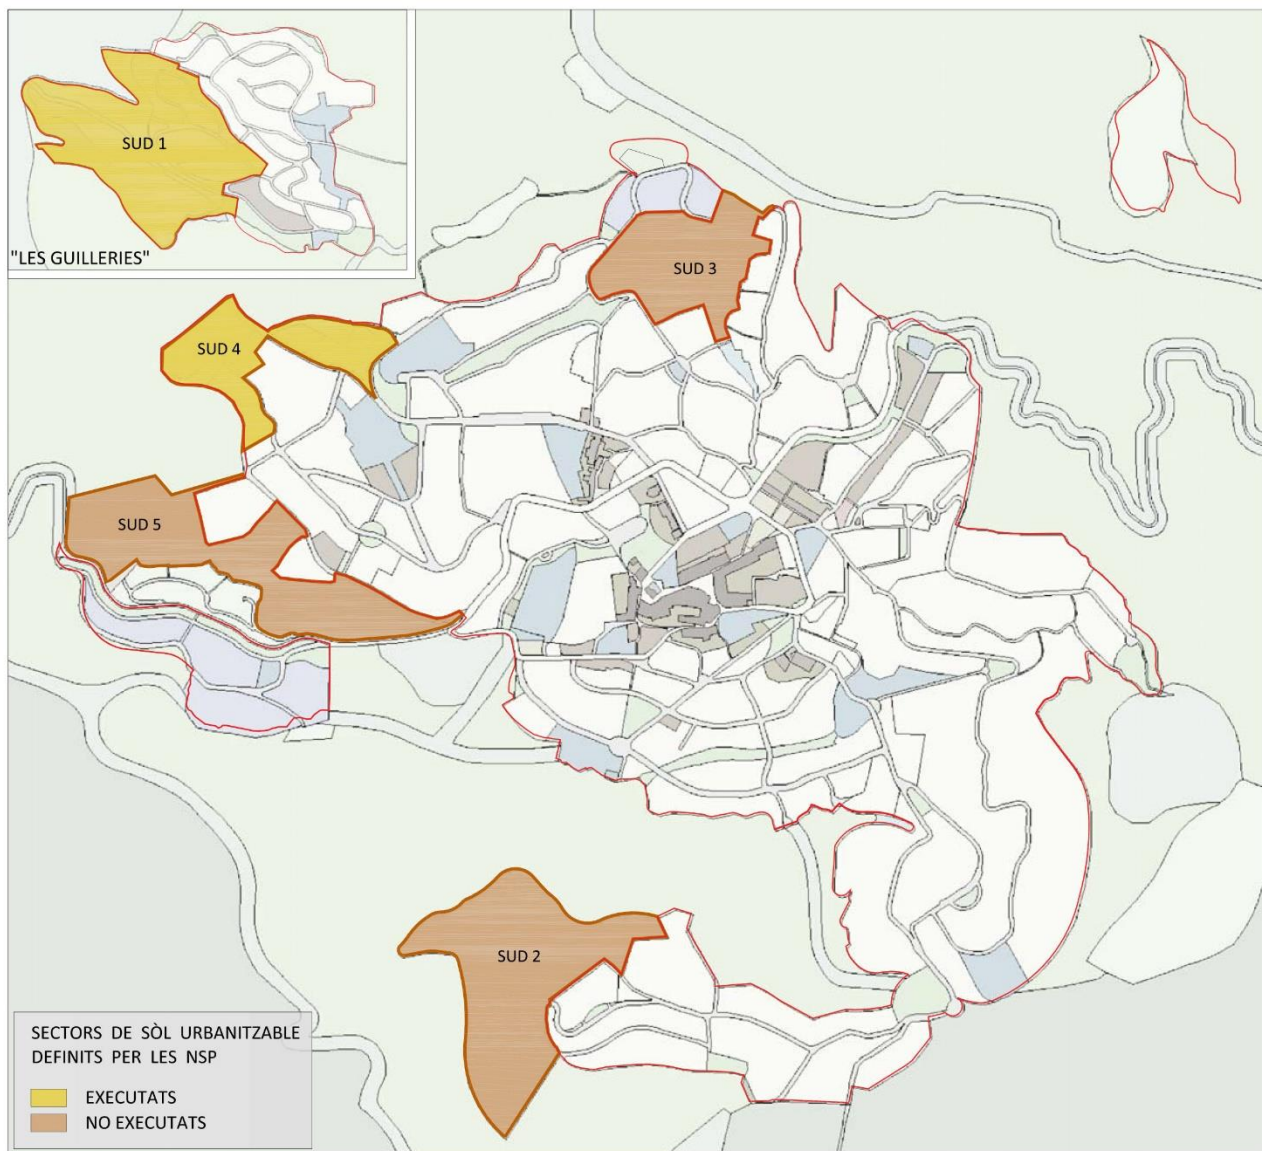 SUD 1
"LES GUILLERIES"
SUD 3
SUD 4
SUD 5
SUD 2
SECTORS DE SÒL URBANITZABLE
DEFINITS PER LES NSP
EXECUTATS
NO EXECUTATS